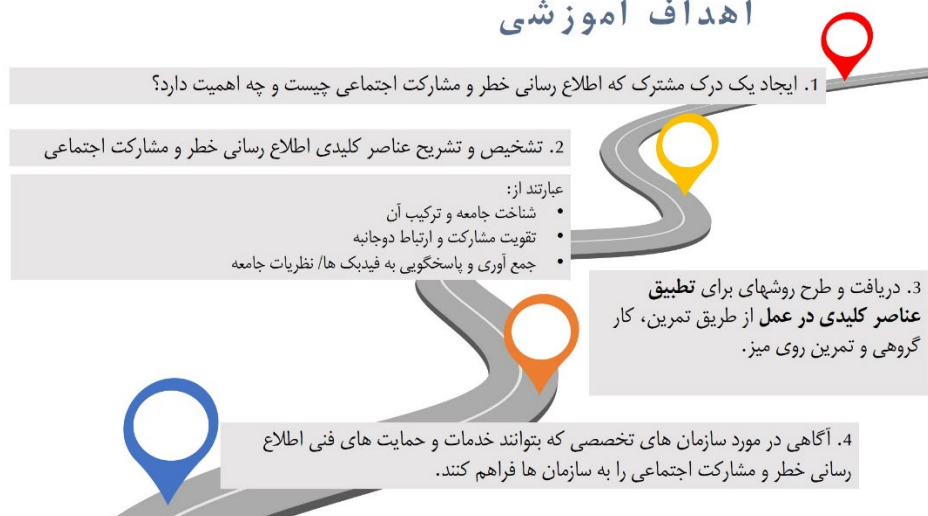 اهداف آموزشی
1. ایجاد یک درک مشترک که اطلاع رسانی خطر و مشارکت اجتماعی چیست و چه اهمیت دارد؟
2. تشخیص و تشریح عناصر کلیدی اطلاع رسانی خطر و مشارکت اجتماعی
عبارتند از:
• شناخت جامعه و ترکیب آن
• تقویت مشارکت و ارتباط دوجانبه
• جمع آوری و پاسخگویی به فیدبک ها/ نظریات جامعه
3. دریافت و طرح روشهای برای تطبیق
عناصر کلیدی در عمل از طریق تمرین، کار
گروهی و تمرین روی میز.
4. آگاهی در مورد سازمان های تخصصی که بتوانند خدمات و حمایت های فنی اطلاع
رسانی خطر و مشارکت اجتماعی را به سازمان ها فراهم کنند.